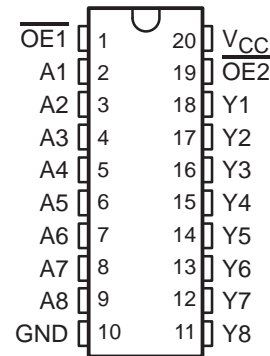 OE1 1 20 VCC
A1 2 19 OE2
A2 3 18 Y1
A3 4 17 Y2
A4 5 16 Y3
A5 6 15 Y4
A6 7 14 Y5
A7 8 13 Y6
A8 9 12 Y7
GND 10 11 Y8